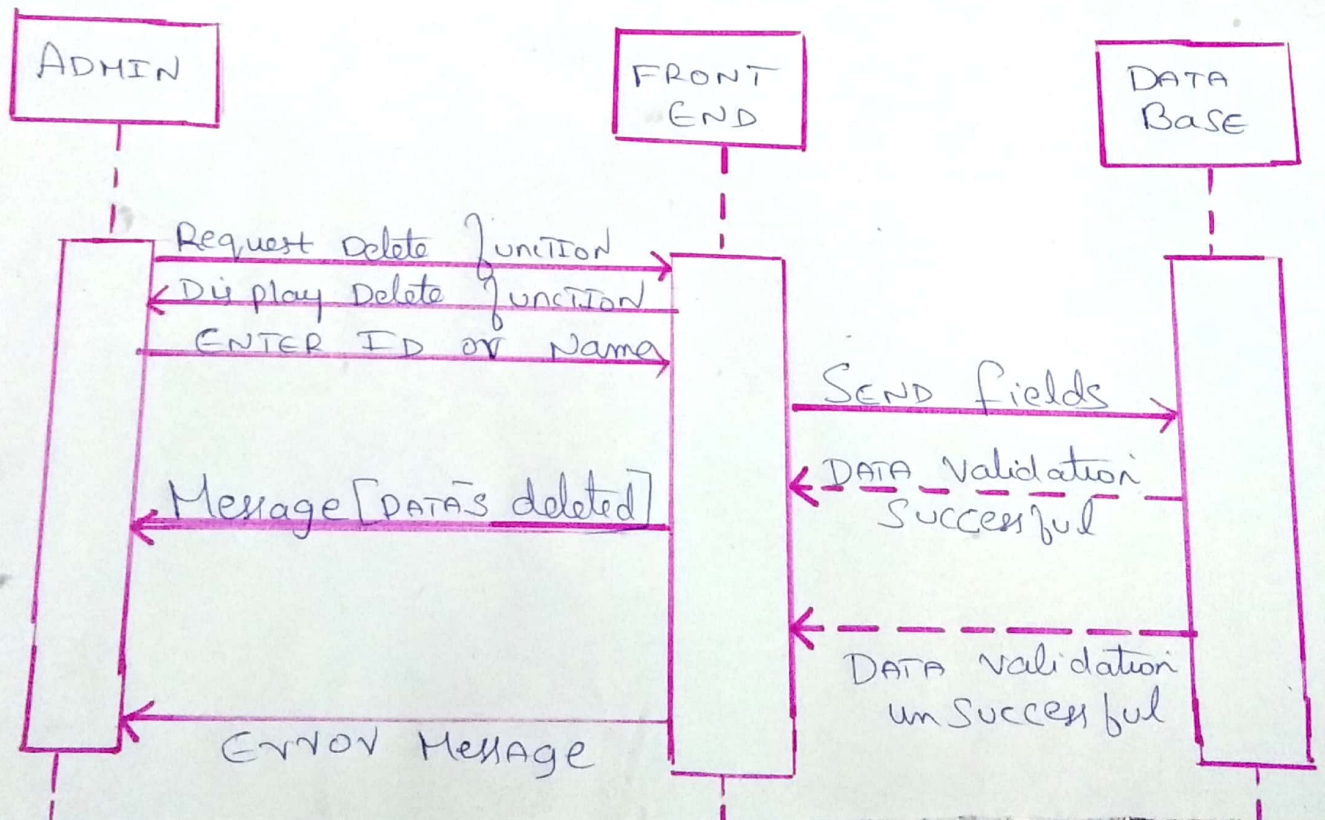 ADMIN
FRONT
END
DATA
BaSE
Request Delete function
Display Delete function
ENTER ID or Name
SEND fields
DATA validation
Successful
Message [DATA'S deleted]
DATA validation
unSuccessful
Error Message